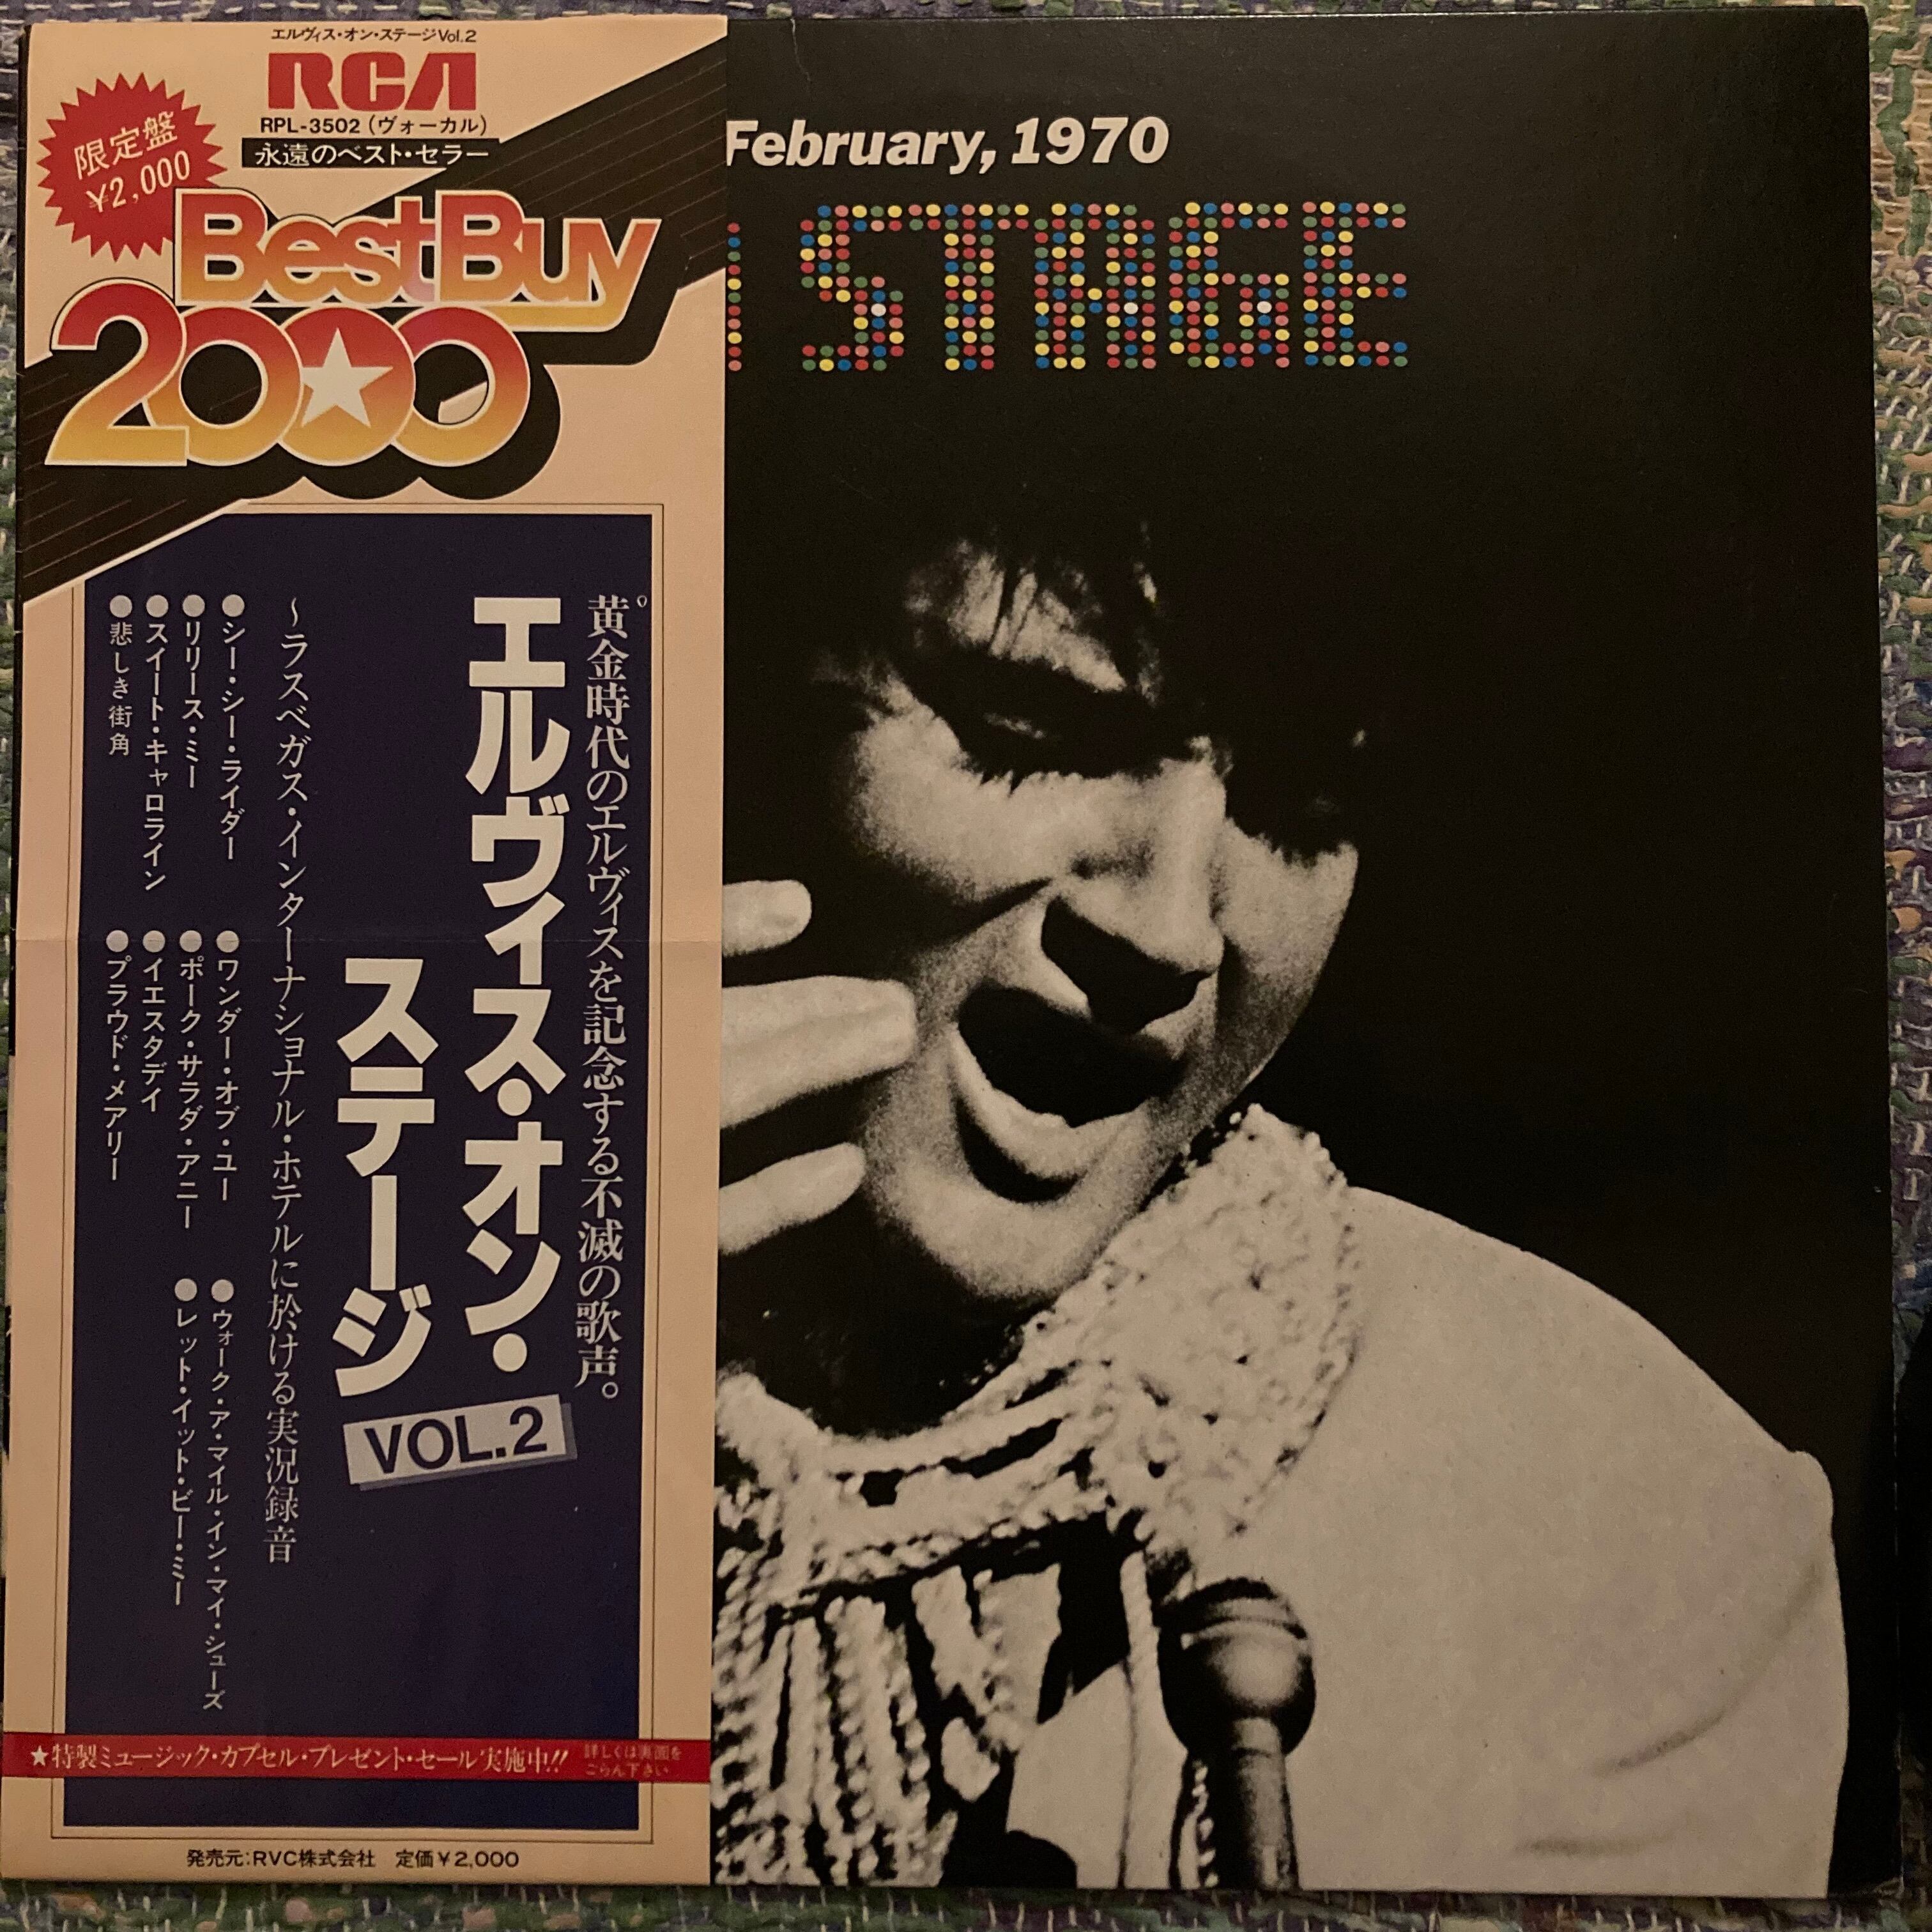 エルヴィス・オン・ステージVol.2
RCA
RPL-3502(ヴォーカル)
永遠のベスト・セラー
限定盤
¥2,000
BestBuy
2000
February, 1970
STAGE
黄金時代のエルヴィスを記念する不滅の歌声。
エルヴィス・オン・
ステージ
VOL.2
～ラスベガス・インターナショナル・ホテルに於ける実況録音
●シー・シー・ライダー
●リリース・ミー
●スイート・キャロライン
●悲しき街角
●ワンダー・オブ・ユー
●ポーク・サラダ・アニー
●イエスタデイ
●プラウド・メアリー
●ウォーク・ア・マイル・イン・マイ・シューズ
●レット・イット・ビー・ミー
★特製ミュージック・カプセル・プレゼント・セール実施中!!
詳しくは裏面を
ごらん下さい
発売元:RVC株式会社 定価¥2,000